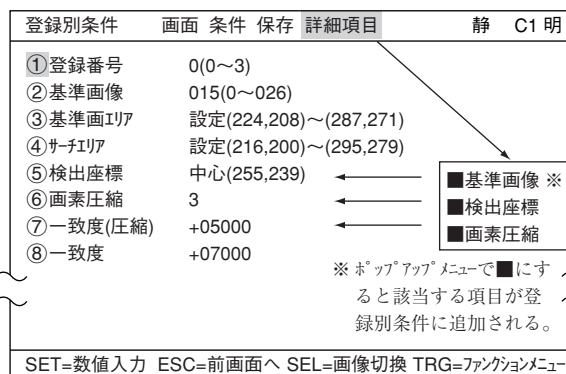 登録別条件 画面 条件 保存 詳細項目 静 C1 明
①登録番号 0(0～3)
②基準画像 015(0～026)
③基準画ｴﾘｱ 設定(224,208)～(287,271)
④ｻｰﾁｴﾘｱ 設定(216,200)～(295,279)
⑤検出座標 中心(255,239)
⑥画素圧縮 3
⑦一致度(圧縮) +05000
⑧一致度 +07000
■基準画像 ※
■検出座標
■画素圧縮
※ ﾎﾟｯﾌﾟｱｯﾌﾟﾒﾆｭｰで■にす
ると該当する項目が登
録別条件に追加される。
SET=数値入力 ESC=前画面へ SEL=画像切換 TRG=ﾌｧﾝｸｼｮﾝﾒﾆｭｰ